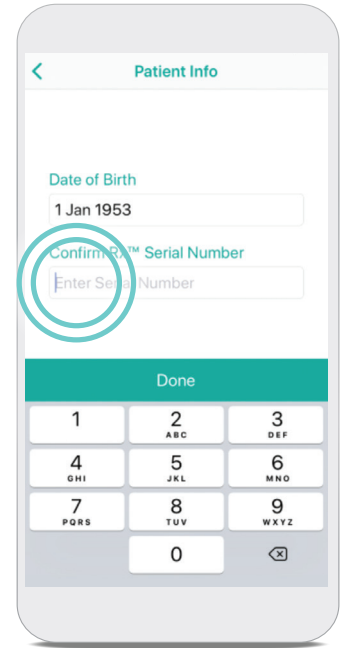 Patient Info
Date of Birth
1 Jan 1953
Confirm Rx™ Serial Number
Enter Serial Number
Done
1
2
3
ABC
DEF
4
5
6
GHI
JKL
MNO
7
8
9
PQRS
TUV
WXYZ
0